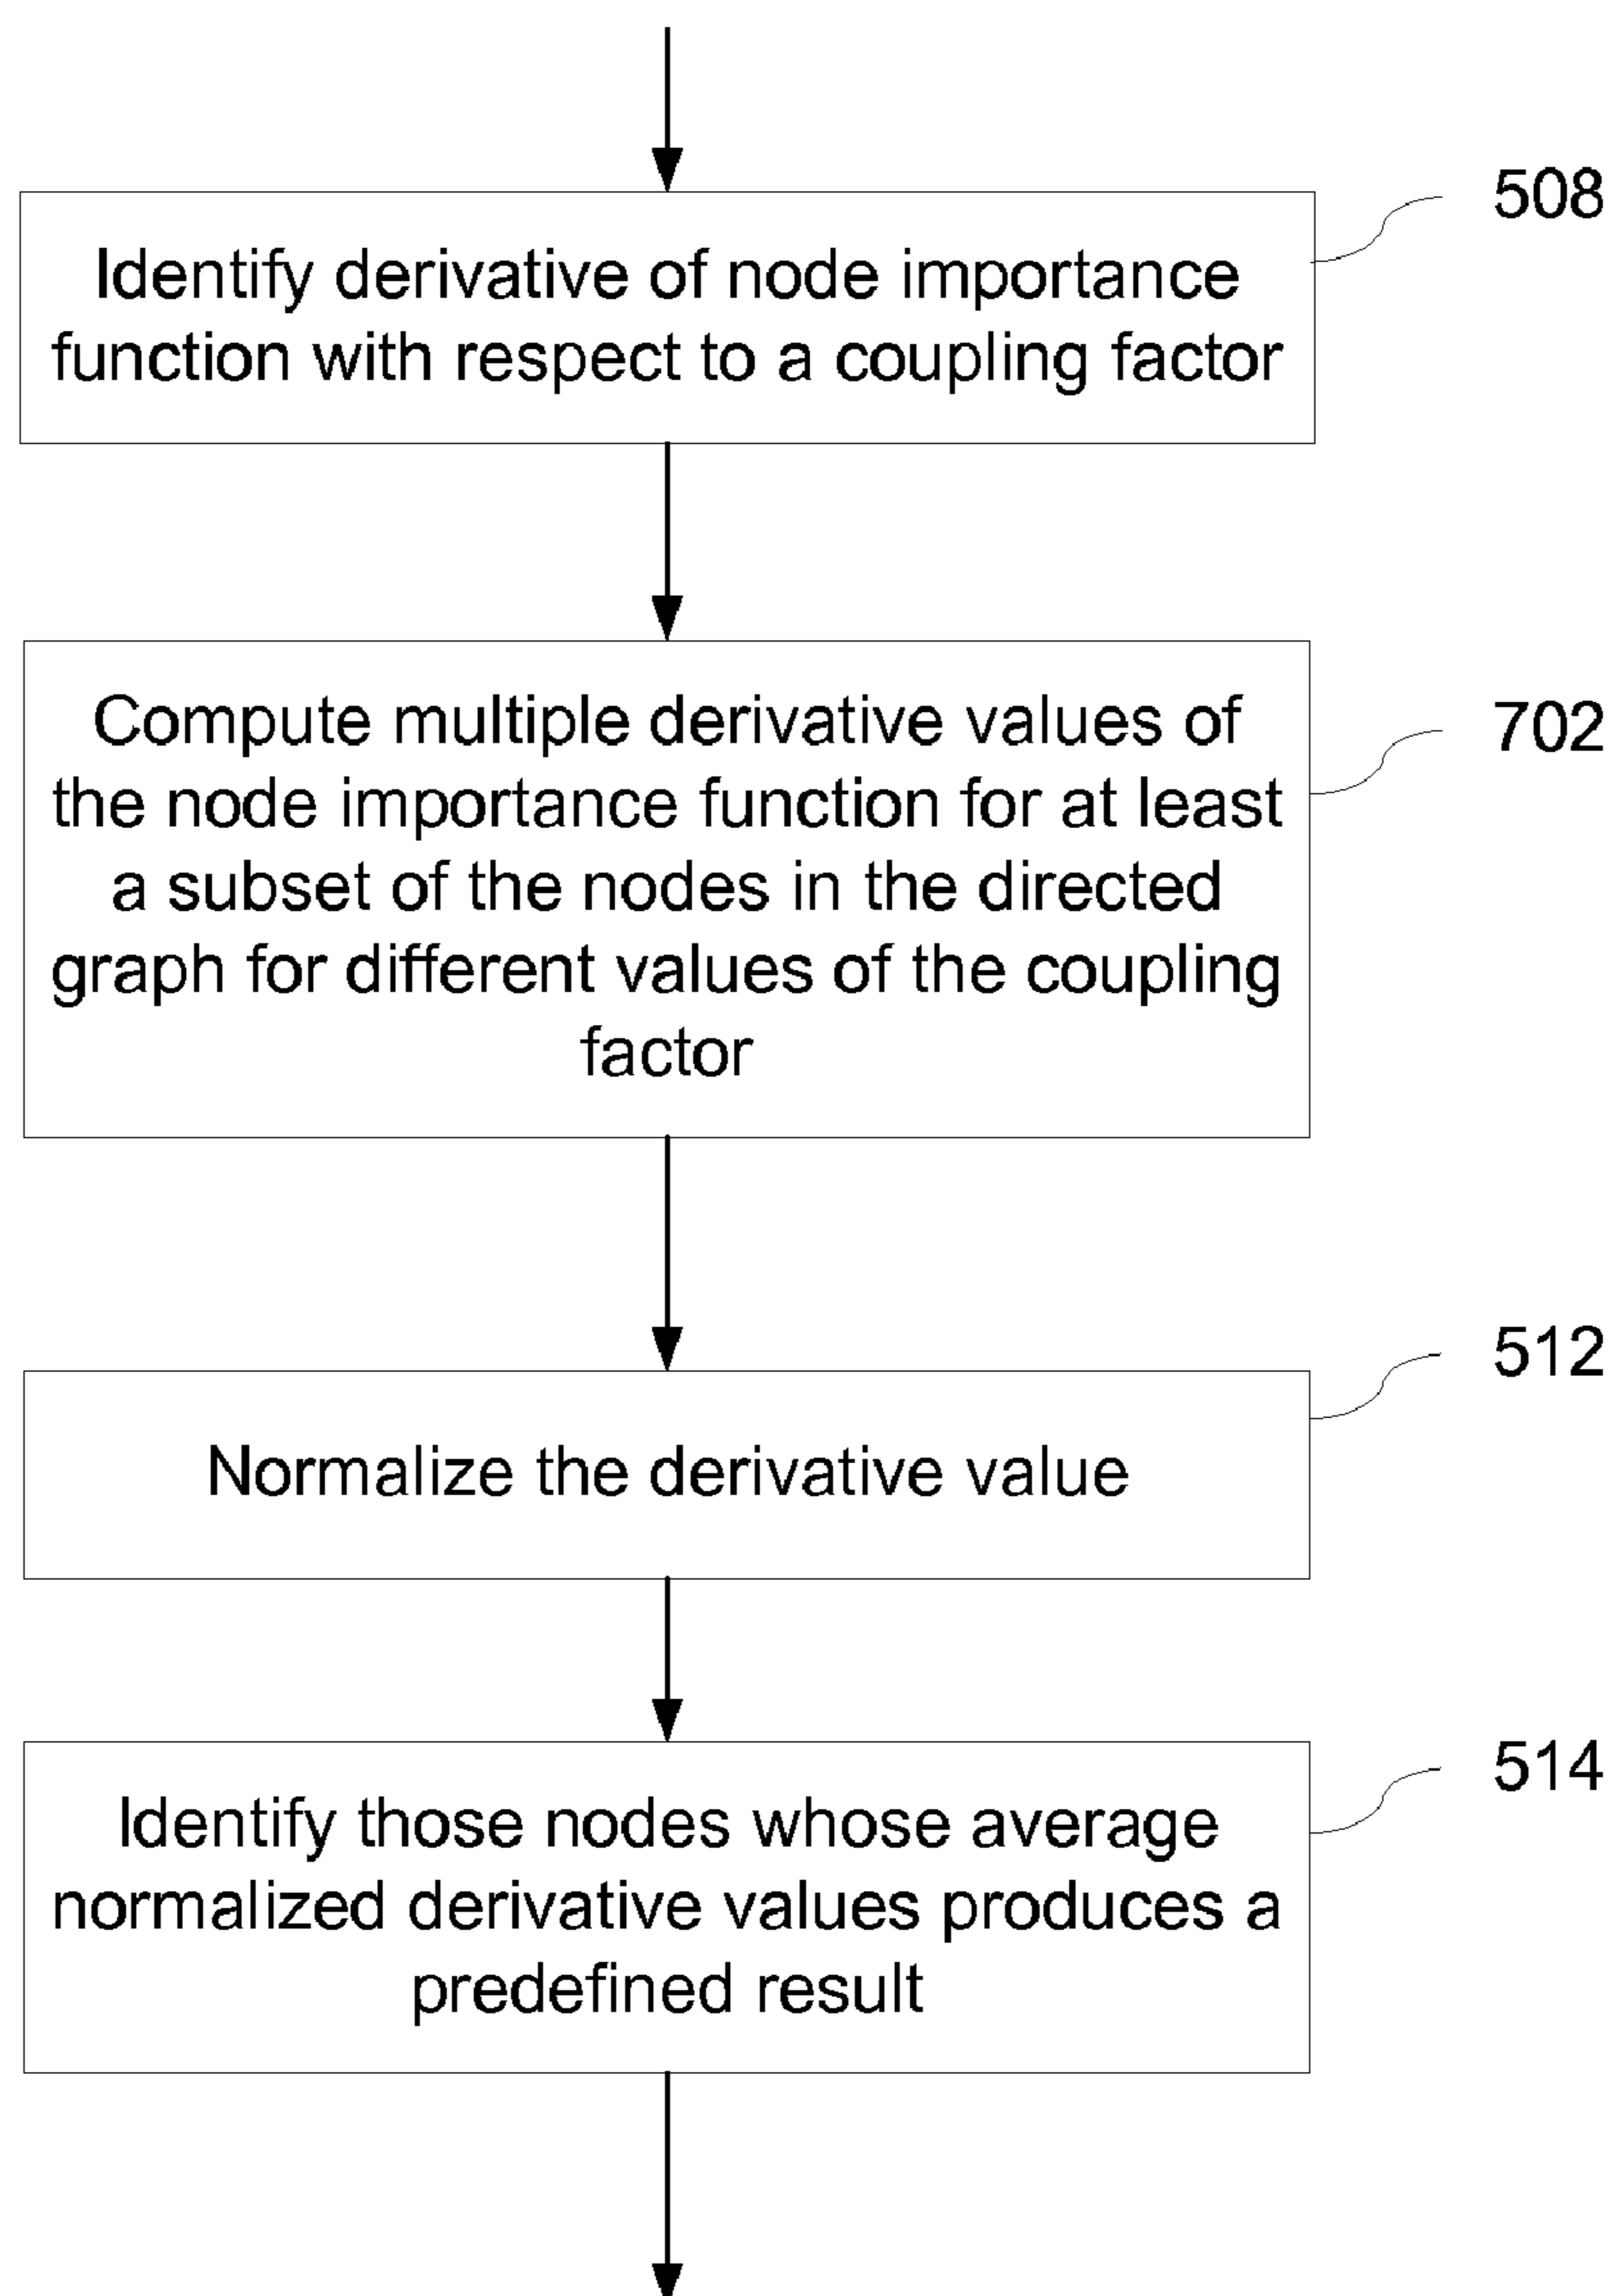 508
Identify derivative of node importance
function with respect to a coupling factor
702
Compute multiple derivative values of
the node importance function for at least
a subset of the nodes in the directed
graph for different values of the coupling
factor
512
Normalize the derivative value
514
Identify those nodes whose average
normalized derivative values produces a
predefined result